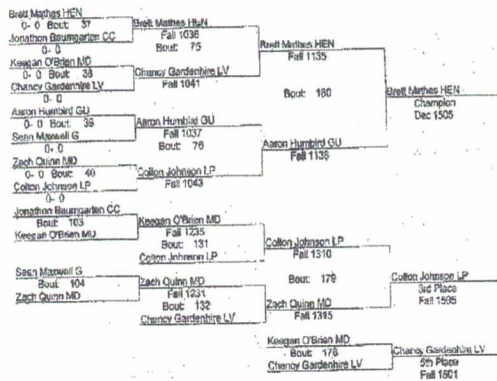 Brett Mathes HEN
0- 0 Bout: 37
Jonathon Baumgarten CC
0- 0
Keegan O'Brien MD
0- 0 Bout: 38
Chancy Gardenhire LV
0- 0
Aaron Humbird GU
0- 0 Bout: 39
Sean Maxwell G
0- 0
Zach Quinn MD
0- 0 Bout: 40
Colton Johnson LP
0- 0
Brett Mathes HEN
Fall 1036
Bout: 75
Chancy Gardenhire LV
Fall 1041
Aaron Humbird GU
Fall 1037
Bout: 76
Colton Johnson LP
Fall 1043
Brett Mathes HEN
Fall 1135
Bout: 180
Aaron Humbird GU
Fall 1136
Brett Mathes HEN
Champion
Dec 1505
Jonathon Baumgarten CC
Bout: 103
Keegan O'Brien MD
Sean Maxwell G
Bout: 104
Zach Quinn MD
Keegan O'Brien MD
Fall 1235
Bout: 131
Colton Johnson LP
Zach Quinn MD
Fall 1231
Bout: 132
Chancy Gardenhire LV
Colton Johnson LP
Fall 1310
Bout: 179
Zach Quinn MD
Fall 1315
Colton Johnson LP
3rd Place
Fall 1595
Keegan O'Brien MD
Bout: 178
Chancy Gardenhire LV
Chancy Gardenhire LV
5th Place
Fall 1501